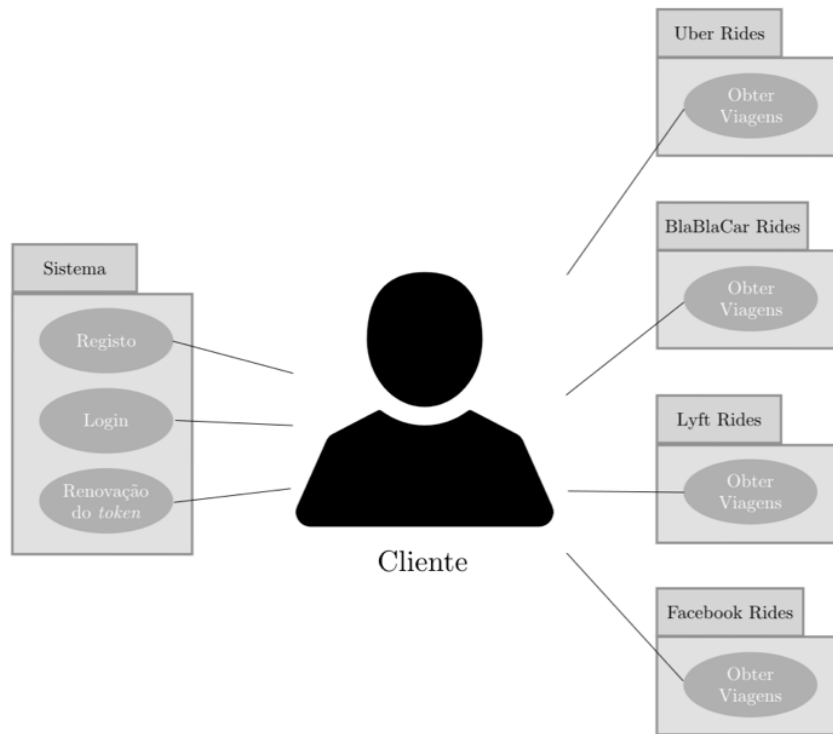 Sistema
Registo
Login
Renovação
do token
Cliente
Uber Rides
Obter
Viagens
BlaBlaCar Rides
Obter
Viagens
Lyft Rides
Obter
Viagens
Facebook Rides
Obter
Viagens